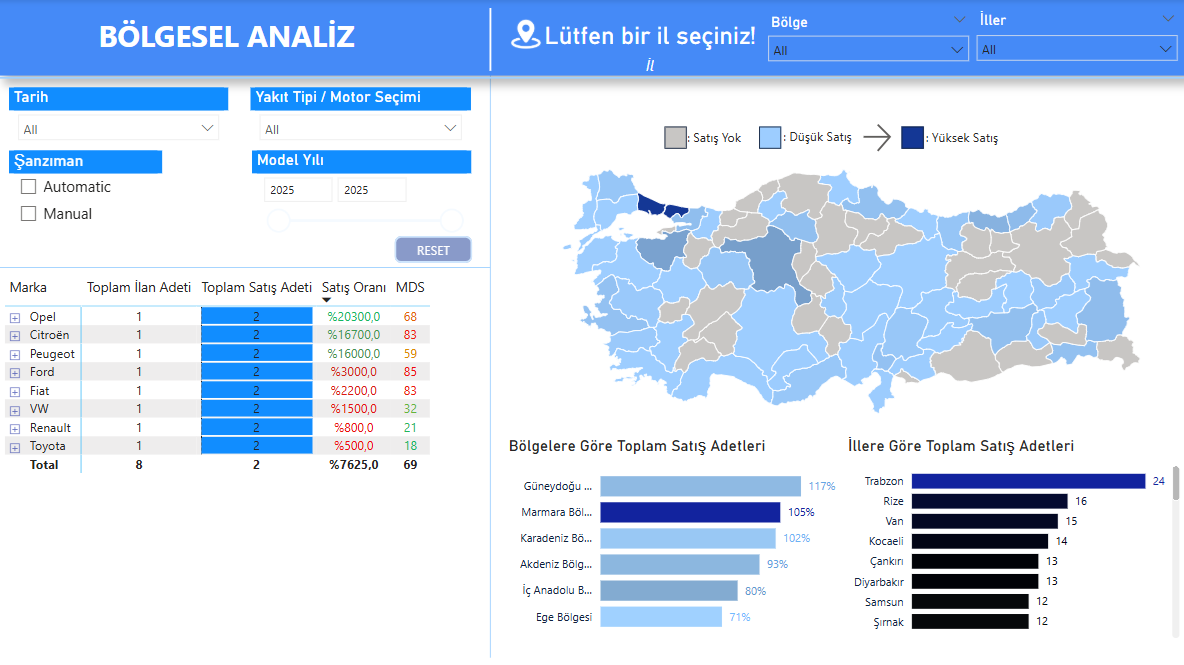 BÖLGESEL ANALİZ
Lütfen bir il seçiniz!
İl
Bölge
All
İller
All
Tarih
All
Yakıt Tipi / Motor Seçimi
All
Şanzıman
Automatic
Manual
Model Yılı
2025 2025
RESET
Marka Toplam İlan Adeti Toplam Satış Adeti Satış Oranı MDS
Opel 1 2 %20300,0 68
Citroën 1 2 %16700,0 83
Peugeot 1 2 %16000,0 59
Ford 1 2 %3000,0 85
Fiat 1 2 %2200,0 83
VW 1 2 %1500,0 32
Renault 1 2 %800,0 21
Toyota 1 2 %500,0 18
Total 8 2 %7625,0 69
: Satış Yok : Düşük Satış : Yüksek Satış
Bölgelere Göre Toplam Satış Adetleri
Güneydoğu ... 117%
Marmara Böl... 105%
Karadeniz Bö... 102%
Akdeniz Bölg... 93%
İç Anadolu B... 80%
Ege Bölgesi 71%
İllere Göre Toplam Satış Adetleri
Trabzon 24
Rize 16
Van 15
Kocaeli 14
Çankırı 13
Diyarbakır 13
Samsun 12
Şırnak 12